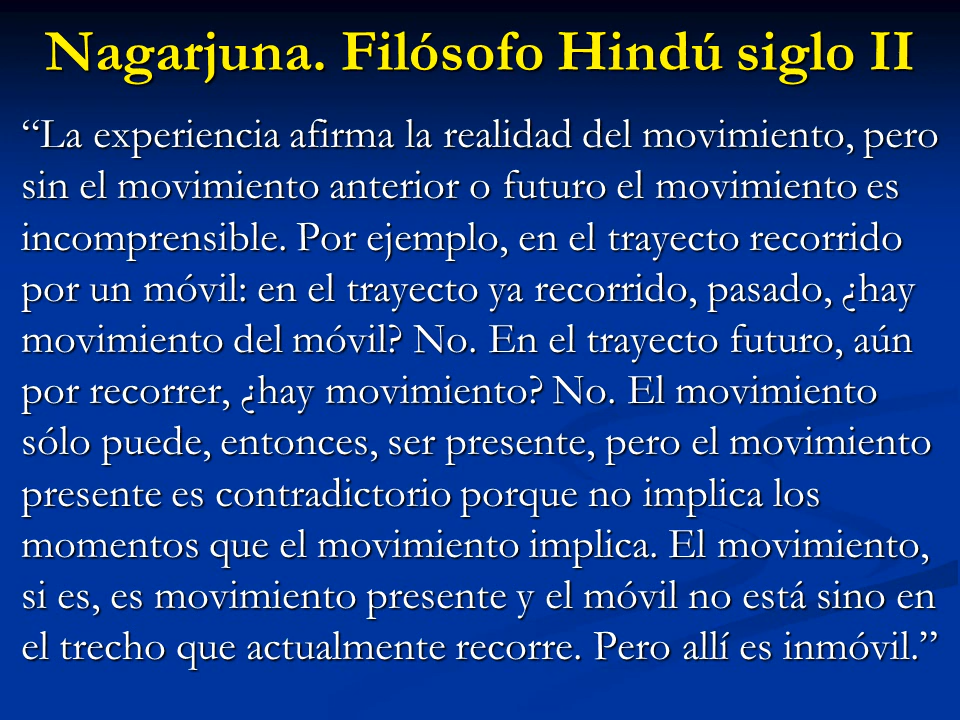 Nagarjuna. Filósofo Hindú siglo II
“La experiencia afirma la realidad del movimiento, pero
sin el movimiento anterior o futuro el movimiento es
incomprensible. Por ejemplo, en el trayecto recorrido
por un móvil: en el trayecto ya recorrido, pasado, ¿hay
movimiento del móvil? No. En el trayecto futuro, aún
por recorrer, ¿hay movimiento? No. El movimiento
sólo puede, entonces, ser presente, pero el movimiento
presente es contradictorio porque no implica los
momentos que el movimiento implica. El movimiento,
si es, es movimiento presente y el móvil no está sino en
el trecho que actualmente recorre. Pero allí es inmóvil.”